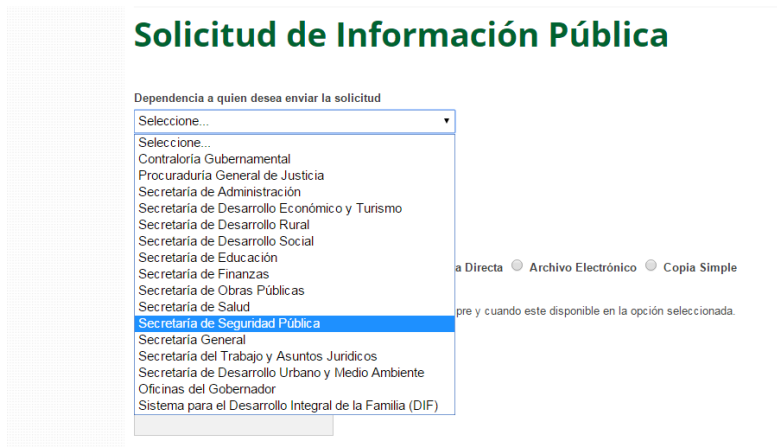 Solicitud de Información Pública
Dependencia a quien desea enviar la solicitud
Seleccione...
Seleccione...
Contraloría Gubernamental
Procuraduría General de Justicia
Secretaría de Administración
Secretaría de Desarrollo Económico y Turismo
Secretaría de Desarrollo Rural
Secretaría de Desarrollo Social
Secretaría de Educación
Secretaría de Finanzas
a Directa Archivo Electrónico Copia Simple
Secretaría de Obras Públicas
Secretaría de Salud
pre y cuando este disponible en la opción seleccionada.
Secretaría de Seguridad Pública
Secretaría General
Secretaría del Trabajo y Asuntos Juridicos
Secretaría de Desarrollo Urbano y Medio Ambiente
Oficinas del Gobernador
Sistema para el Desarrollo Integral de la Familia (DIF)